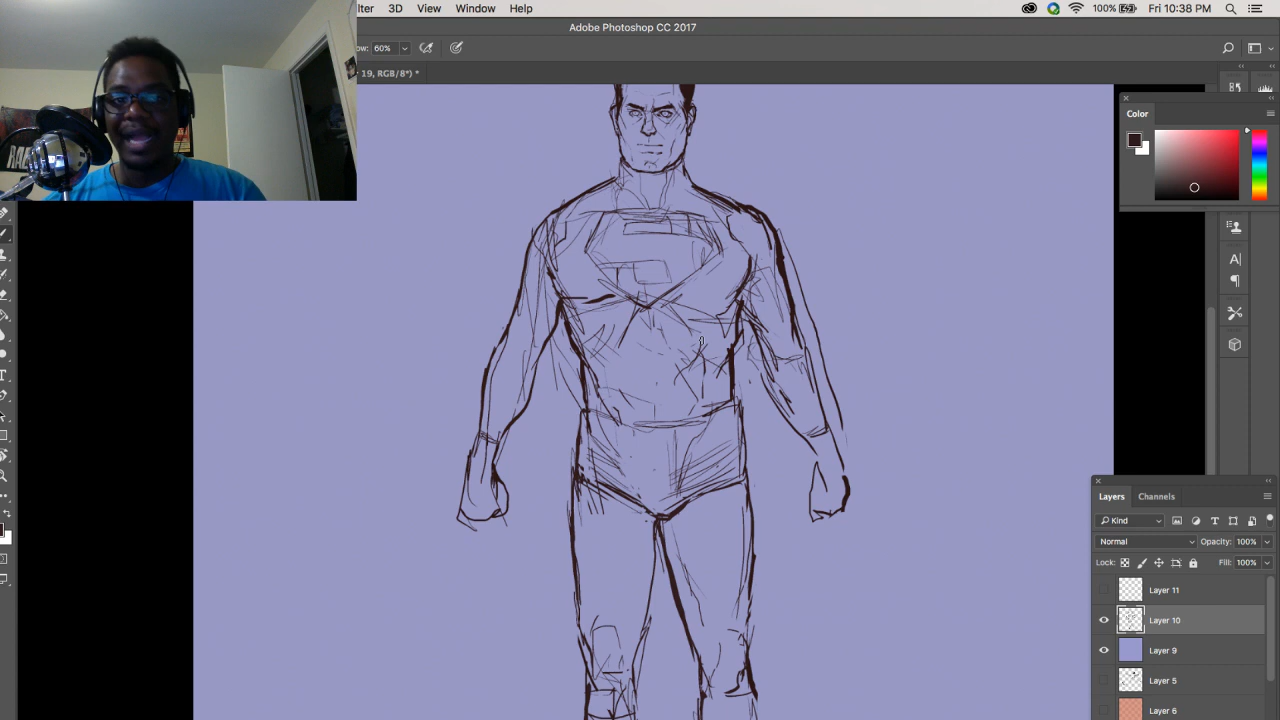 lter 3D View Window Help
100% Fri 10:38 PM
Adobe Photoshop CC 2017
ow: 60%
19, RGB/8*) *
Color
Layers Channels
Kind
Normal Opacity: 100%
Lock: Fill: 100%
Layer 11
Layer 10
Layer 9
Layer 5
Layer 6